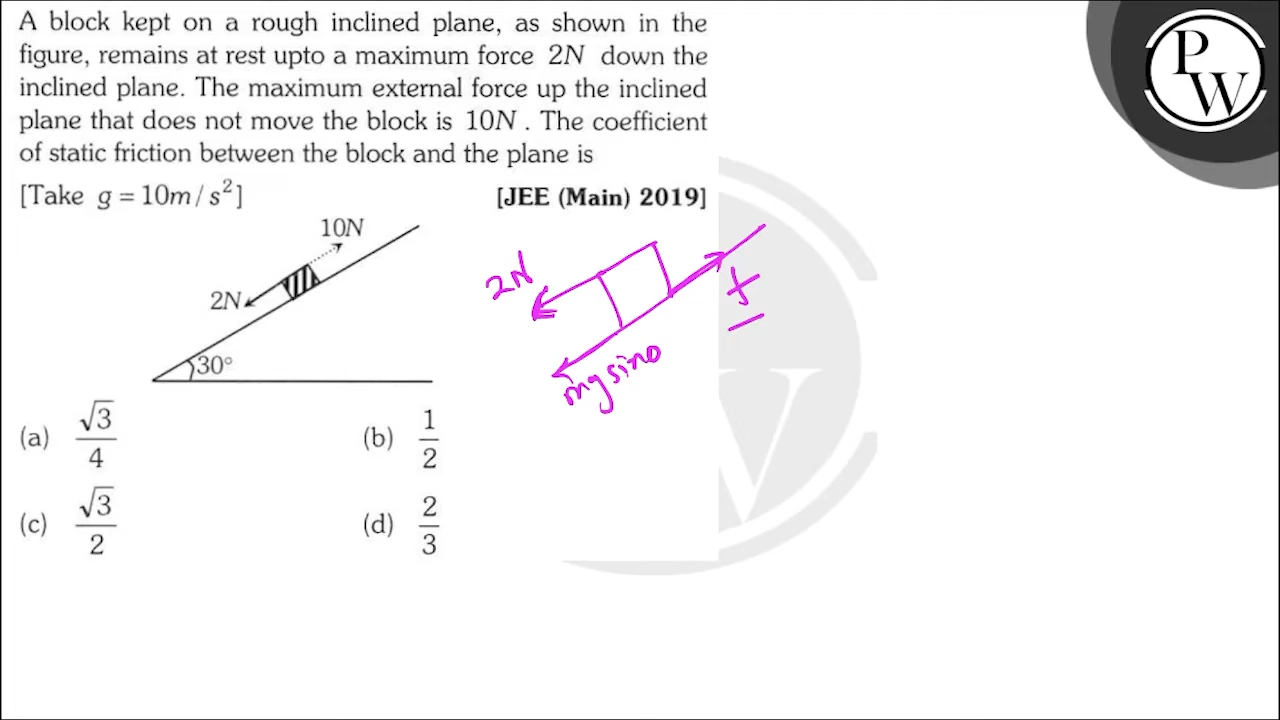 A block kept on a rough inclined plane, as shown in the
figure, remains at rest upto a maximum force 2N down the
inclined plane. The maximum external force up the inclined
plane that does not move the block is 10N . The coefficient
of static friction between the block and the plane is
[Take g = 10m/s²] [JEE (Main) 2019]
10N
2N
30°
2N
f
mgsinθ
(a) √3/4 (b) 1/2
(c) √3/2 (d) 2/3
PW